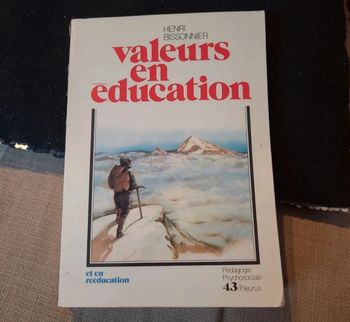 HENRI
BISSONNIER
valeurs
en
education
et en
reeducation
Pédagogie
Psychosociale
43/Fleurus